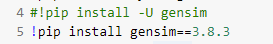 4 #!pip install -U gensim
5 !pip install gensim==3.8.3